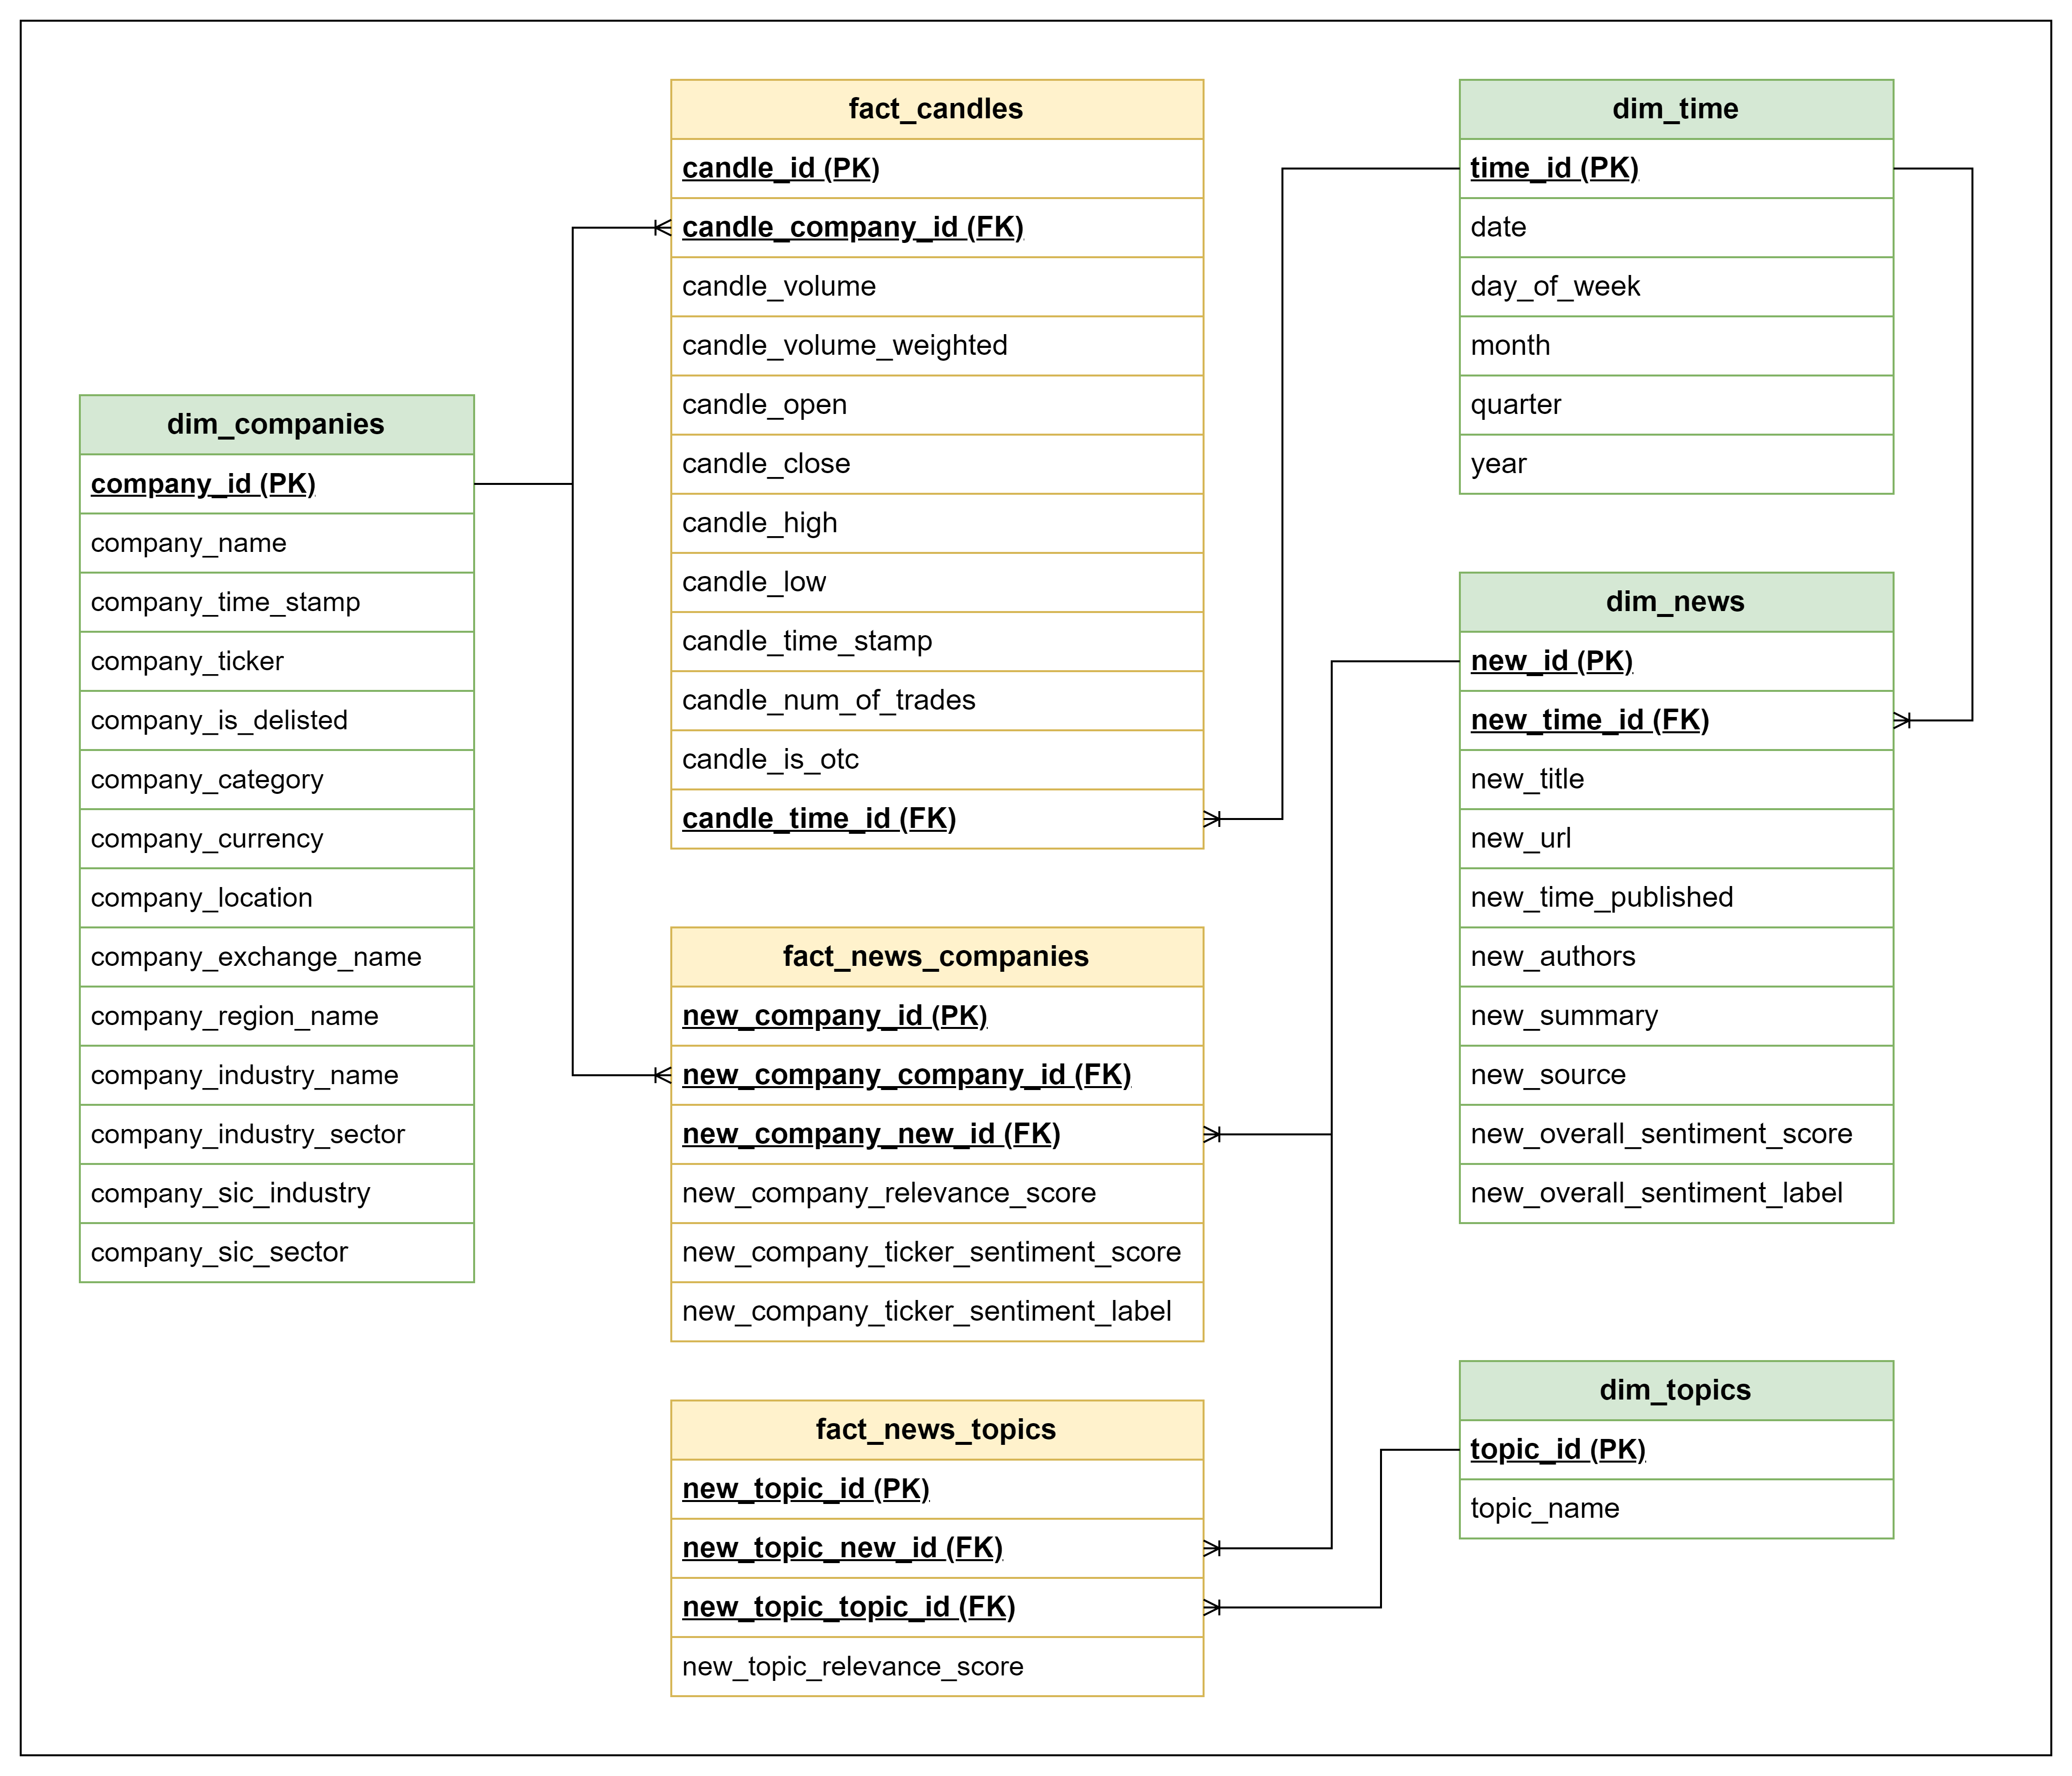 fact_candles
candle_id (PK)
candle_company_id (FK)
candle_volume
candle_volume_weighted
candle_open
candle_close
candle_high
candle_low
candle_time_stamp
candle_num_of_trades
candle_is_otc
candle_time_id (FK)
dim_time
time_id (PK)
date
day_of_week
month
quarter
year
dim_companies
company_id (PK)
company_name
company_time_stamp
company_ticker
company_is_delisted
company_category
company_currency
company_location
company_exchange_name
company_region_name
company_industry_name
company_industry_sector
company_sic_industry
company_sic_sector
dim_news
new_id (PK)
new_time_id (FK)
new_title
new_url
new_time_published
new_authors
new_summary
new_source
new_overall_sentiment_score
new_overall_sentiment_label
fact_news_companies
new_company_id (PK)
new_company_company_id (FK)
new_company_new_id (FK)
new_company_relevance_score
new_company_ticker_sentiment_score
new_company_ticker_sentiment_label
dim_topics
topic_id (PK)
topic_name
fact_news_topics
new_topic_id (PK)
new_topic_new_id (FK)
new_topic_topic_id (FK)
new_topic_relevance_score